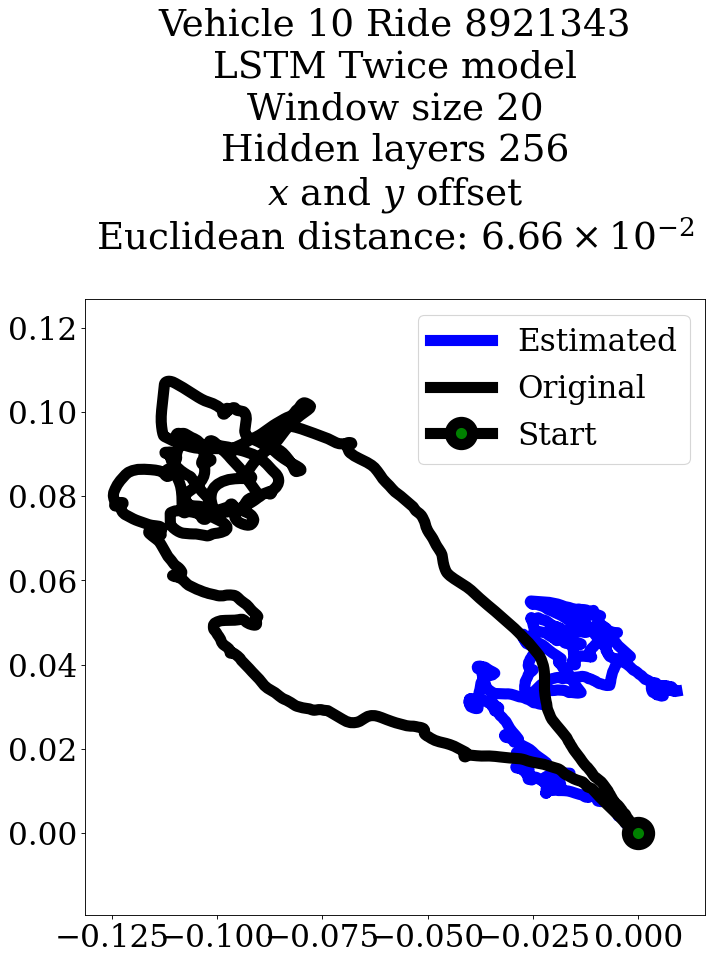 Vehicle 10 Ride 8921343
LSTM Twice model
Window size 20
Hidden layers 256
x and y offset
Euclidean distance: 6.66 × 10⁻²
Estimated
Original
Start
0.12
0.10
0.08
0.06
0.04
0.02
0.00
−0.125 −0.100 −0.075 −0.050 −0.025 0.000